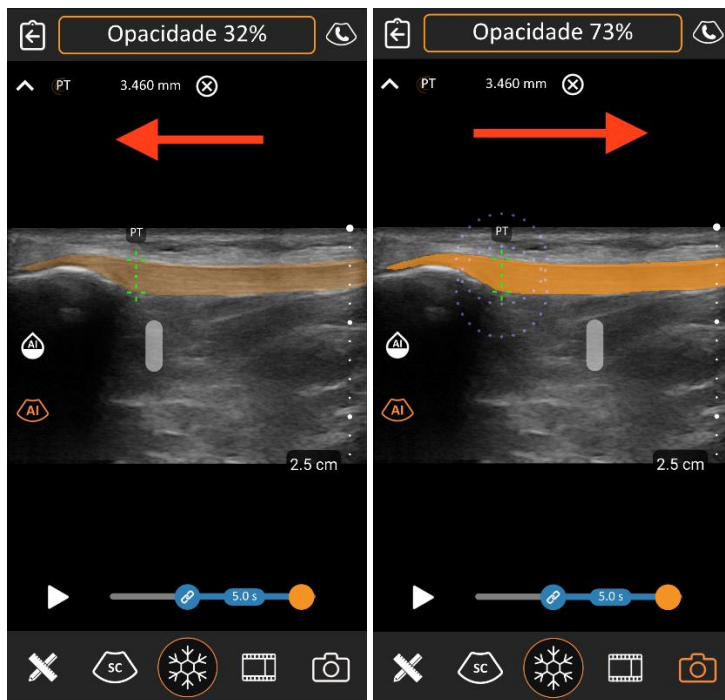 Opacidade 32%
PT 3.460 mm
PT
AI
AI
2.5 cm
5.0 s
SC
Opacidade 73%
PT 3.460 mm
PT
AI
AI
2.5 cm
5.0 s
SC